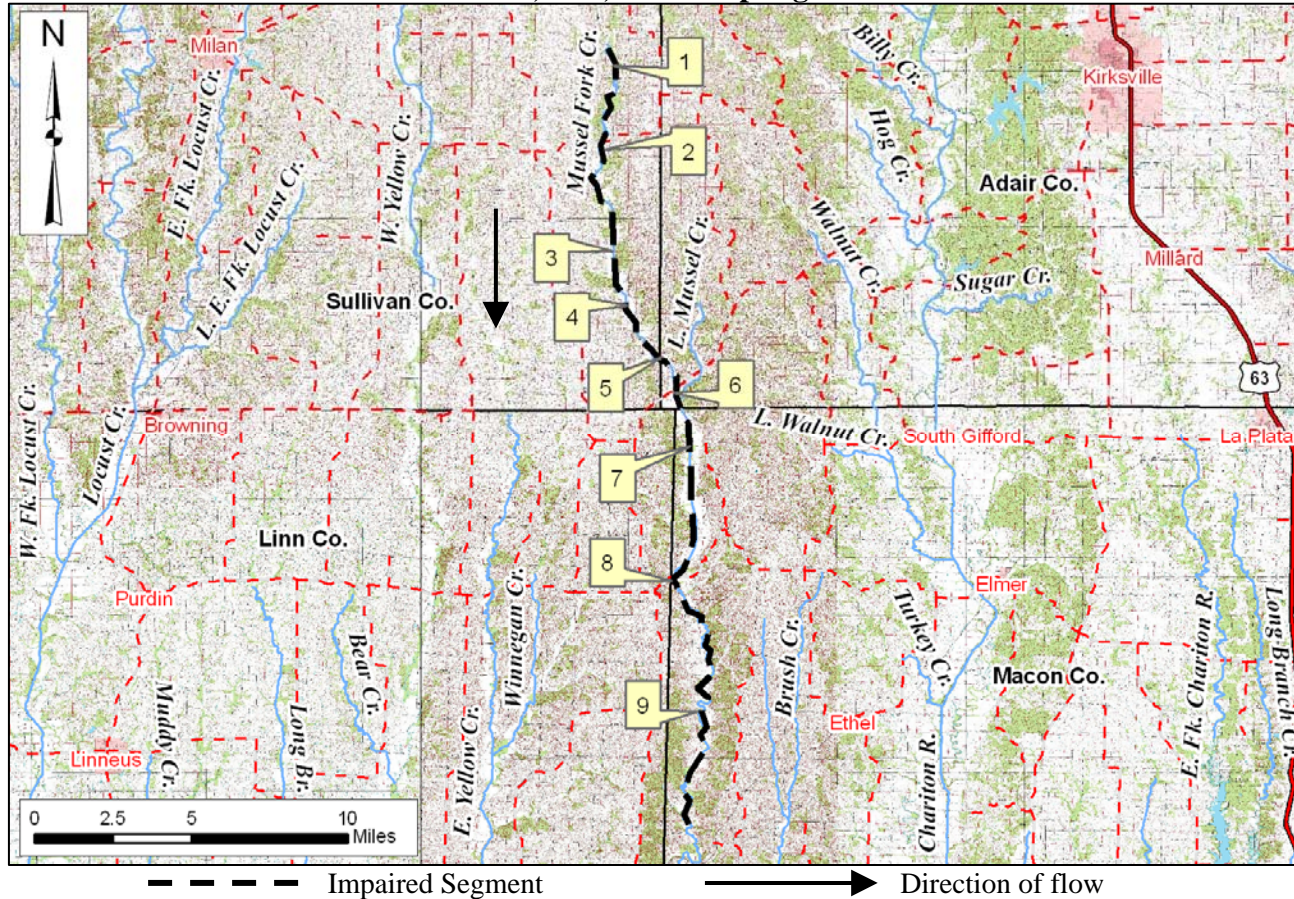 N
Milan
E. Fk. Locust Cr.
L. E. Fk. Locust Cr.
W. Yellow Cr.
Mussel Fork Cr.
1
2
3
4
5
6
7
8
9
Billy Cr.
Hog Cr.
Kirksville
Adair Co.
Walnut Cr.
Millard
Sugar Cr.
L. Mussel Cr.
Sullivan Co.
63
W. Fk. Locust Cr.
Locust Cr.
Browning
L. Walnut Cr.
South Gifford
La Plata
Linn Co.
Purdin
Elmer
Bear Cr.
Winnegan Cr.
Brush Cr.
Turkey Cr.
Macon Co.
E. Fk. Chariton R.
Long Branch Cr.
Muddy Cr.
Long Br.
E. Yellow Cr.
Ethel
Chariton R.
Linneus
0 2.5 5 10
Miles
Impaired Segment
Direction of flow